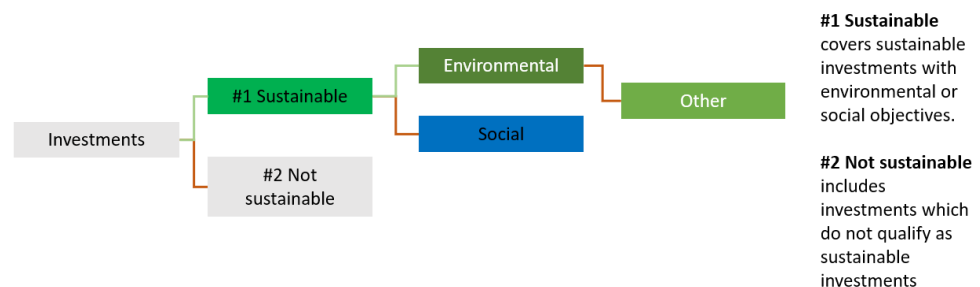 Investments
#1 Sustainable
#2 Not
sustainable
Environmental
Social
Other
#1 Sustainable
covers sustainable
investments with
environmental or
social objectives.
#2 Not sustainable
includes
investments which
do not qualify as
sustainable
investments